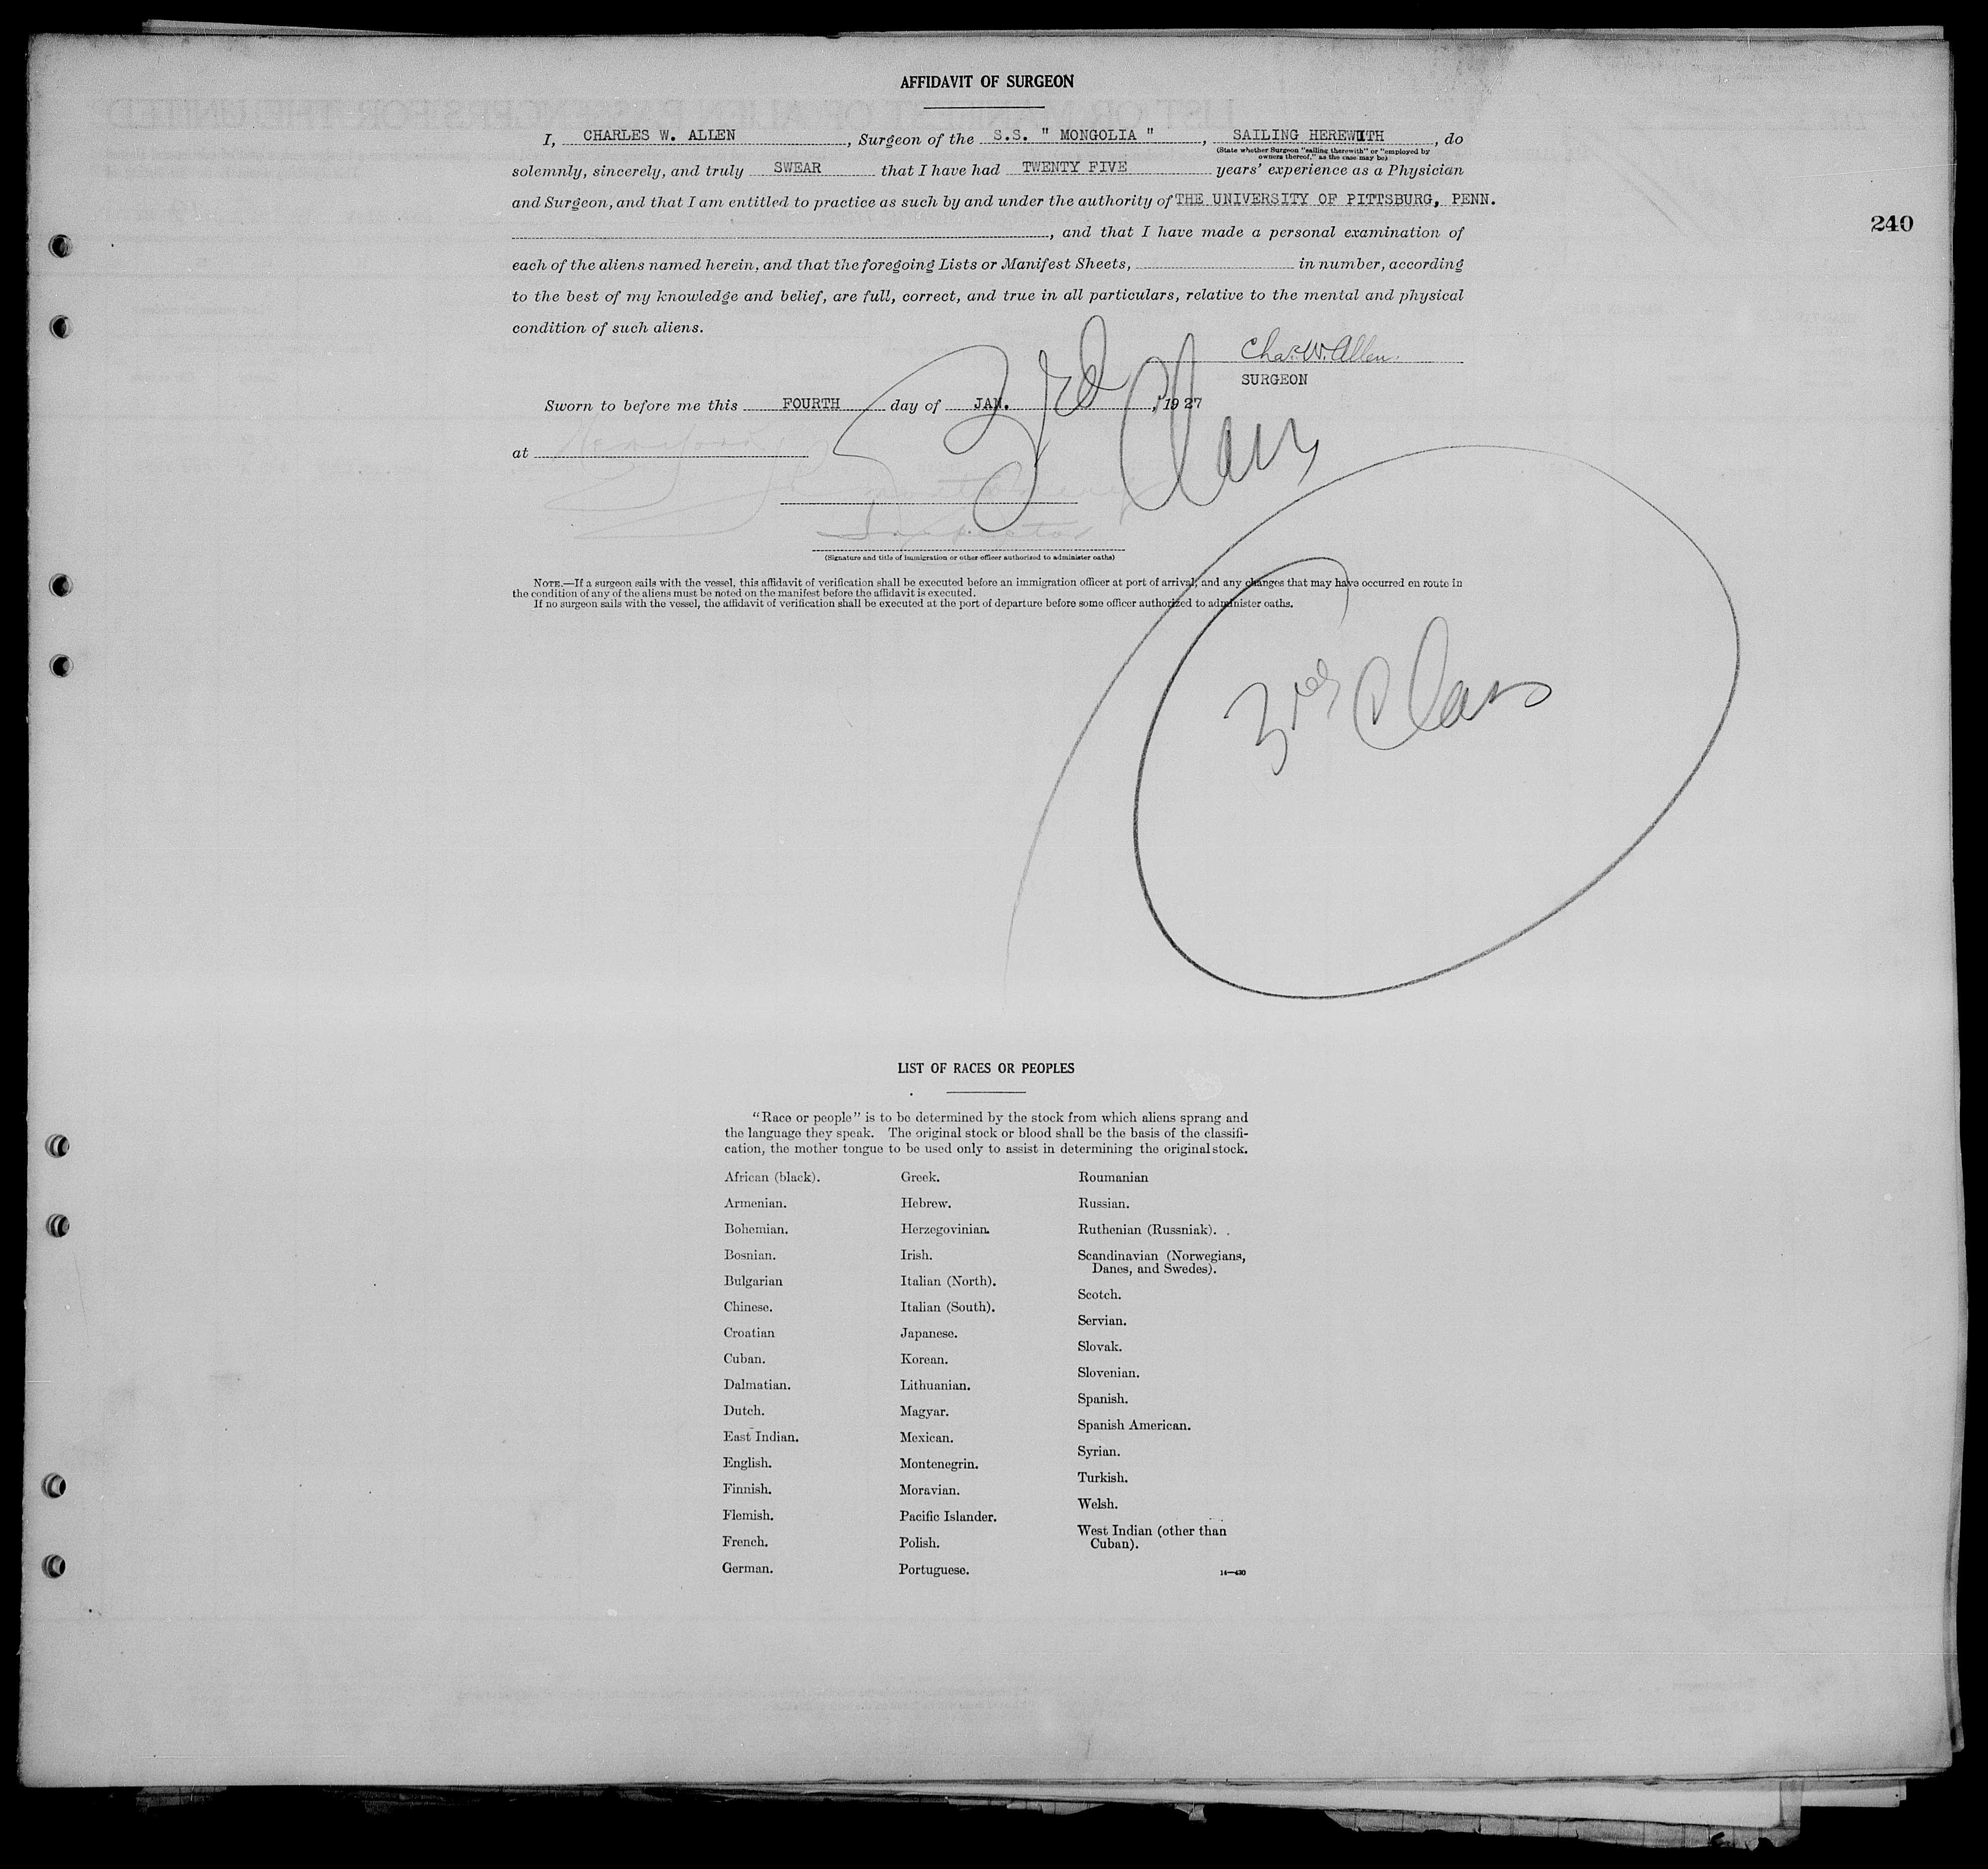 AFFIDAVIT OF SURGEON
I, CHARLES W. ALLEN, Surgeon of the S.S. " MONGOLIA ", SAILING HEREWITH, do
(State whether Surgeon "sailing therewith" or "employed by
owners thereof," as the case may be)
solemnly, sincerely, and truly SWEAR that I have had TWENTY FIVE years' experience as a Physician
and Surgeon, and that I am entitled to practice as such by and under the authority of THE UNIVERSITY OF PITTSBURG, PENN.
240
, and that I have made a personal examination of
each of the aliens named herein, and that the foregoing Lists or Manifest Sheets, in number, according
to the best of my knowledge and belief, are full, correct, and true in all particulars, relative to the mental and physical
condition of such aliens.
Chas. W. Allen.
SURGEON
Sworn to before me this FOURTH day of JAN., 1927
3rd Class
at New York
Inspector
(Signature and title of immigration or other officer authorized to administer oaths)
NOTE.—If a surgeon sails with the vessel, this affidavit of verification shall be executed before an immigration officer at port of arrival, and any changes that may have occurred en route in
the condition of any of the aliens must be noted on the manifest before the affidavit is executed.
If no surgeon sails with the vessel, the affidavit of verification shall be executed at the port of departure before some officer authorized to administer oaths.
3rd Class
LIST OF RACES OR PEOPLES
"Race or people" is to be determined by the stock from which aliens sprang and
the language they speak. The original stock or blood shall be the basis of the classifi-
cation, the mother tongue to be used only to assist in determining the original stock.
African (black).
Armenian.
Bohemian.
Bosnian.
Bulgarian
Chinese.
Croatian
Cuban.
Dalmatian.
Dutch.
East Indian.
English.
Finnish.
Flemish.
French.
German.
Greek.
Hebrew.
Herzegovinian.
Irish.
Italian (North).
Italian (South).
Japanese.
Korean.
Lithuanian.
Magyar.
Mexican.
Montenegrin.
Moravian.
Pacific Islander.
Polish.
Portuguese.
Roumanian
Russian.
Ruthenian (Russniak).
Scandinavian (Norwegians,
Danes, and Swedes).
Scotch.
Servian.
Slovak.
Slovenian.
Spanish.
Spanish American.
Syrian.
Turkish.
Welsh.
West Indian (other than
Cuban).
14—430